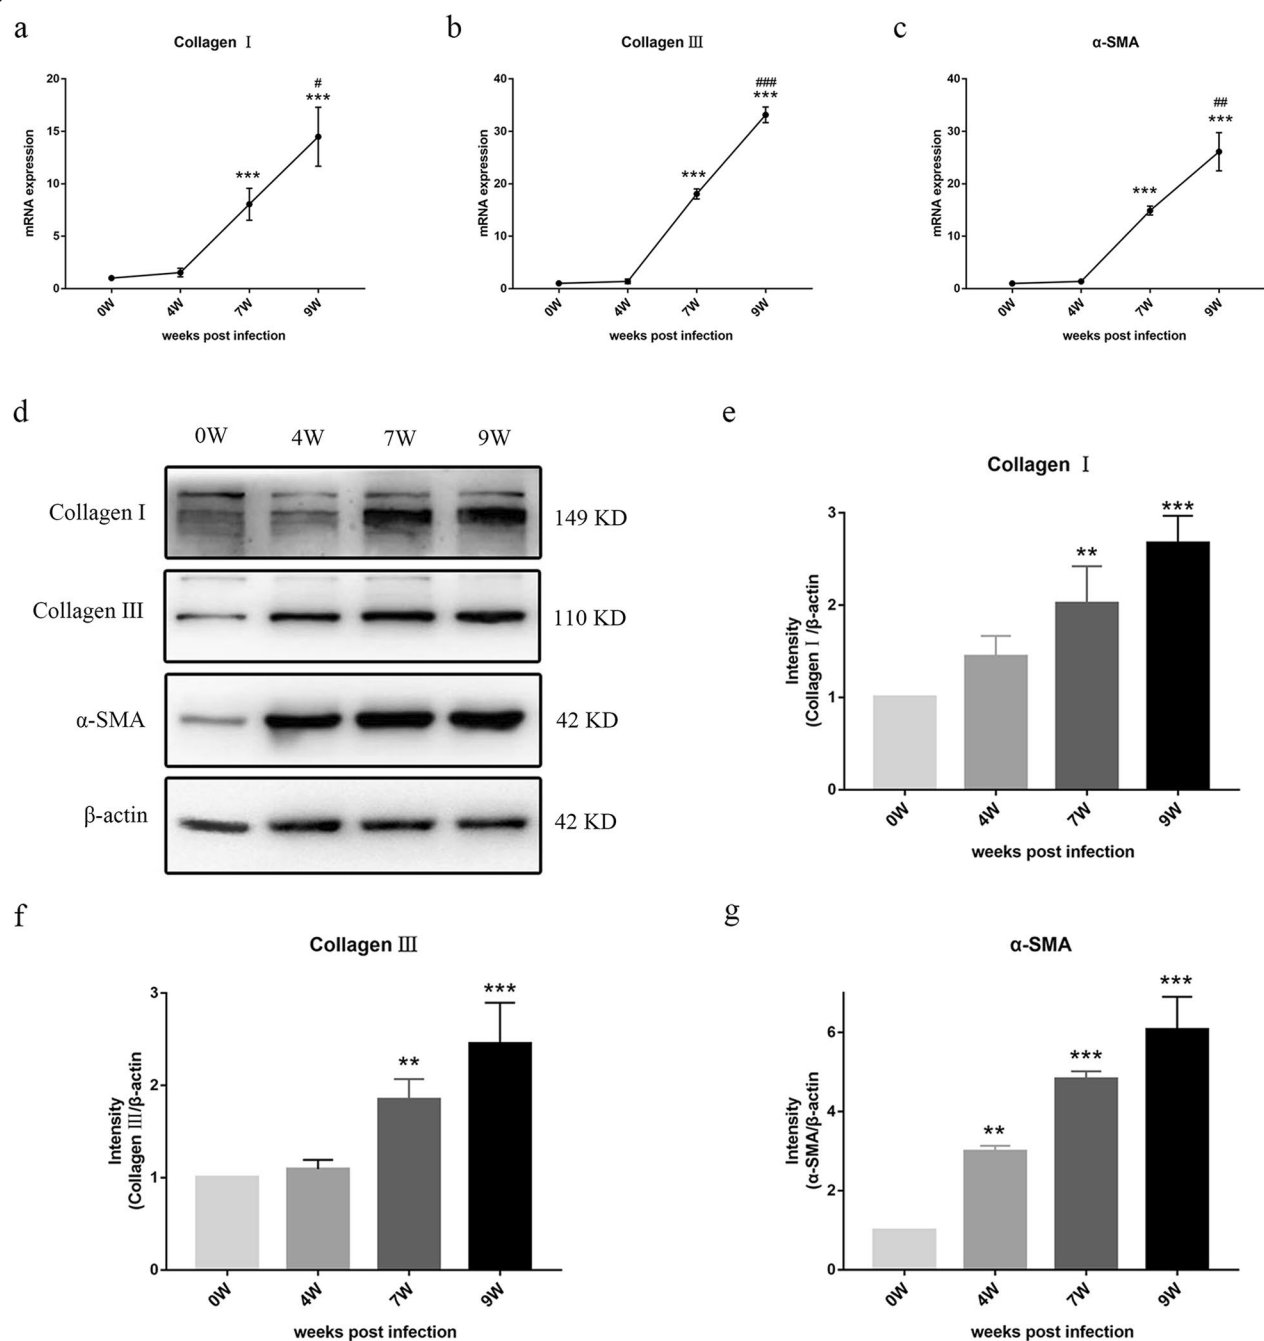 a
Collagen Ⅰ
mRNA expression
20
15
10
5
0
***
#
***
0W
4W
7W
9W
weeks post infection
b
Collagen Ⅲ
mRNA expression
40
30
20
10
0
***
###
***
0W
4W
7W
9W
weeks post infection
c
α-SMA
mRNA expression
40
30
20
10
0
***
##
***
0W
4W
7W
9W
weeks post infection
d
0W 4W 7W 9W
Collagen I 149 KD
Collagen III 110 KD
α-SMA 42 KD
β-actin 42 KD
e
Collagen Ⅰ
Intensity
(Collagen Ⅰ/β-actin
3
2
1
0
**
***
0W
4W
7W
9W
weeks post infection
f
Collagen Ⅲ
Intensity
(Collagen Ⅲ/β-actin
3
2
1
0
**
***
0W
4W
7W
9W
weeks post infection
g
α-SMA
Intensity
(α-SMA/β-actin
6
4
2
0
**
***
***
0W
4W
7W
9W
weeks post infection